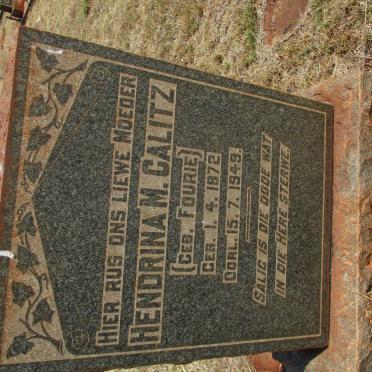 HIER RUS ONS LIEWE MOEDER
HENDRINA M. CALITZ
(GEB. FOURIE)
GEB. 1. 4. 1872
OORL. 15. 7. 1949.
SALIG IS DIE DODE WAT
IN DIE HERE STERWE.